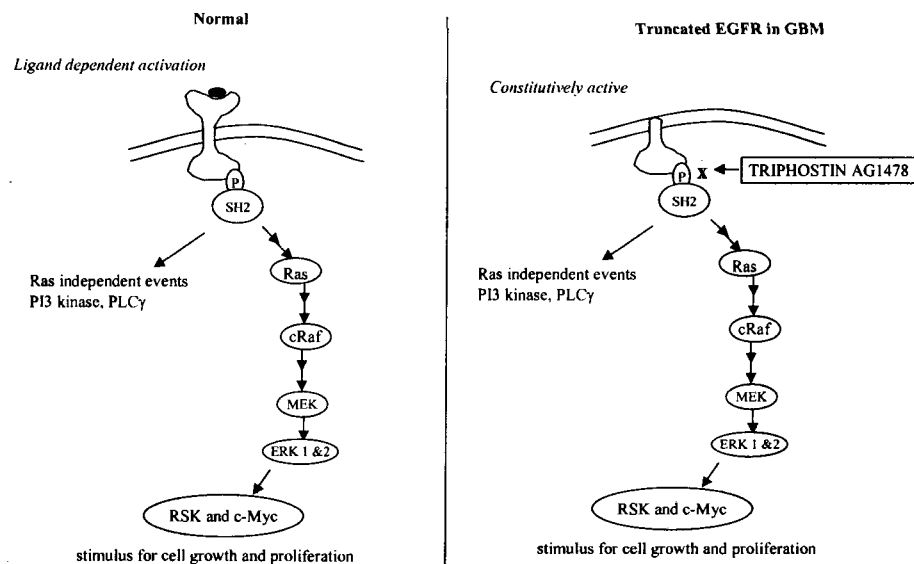 Normal
Ligand dependent activation
P
SH2
Ras independent events
PI3 kinase, PLCγ
Ras
cRaf
MEK
ERK 1 &2
RSK and c-Myc
stimulus for cell growth and proliferation
Truncated EGFR in GBM
Constitutively active
P
X
TRIPHOSTIN AG1478
SH2
Ras independent events
PI3 kinase, PLCγ
Ras
cRaf
MEK
ERK 1 &2
RSK and c-Myc
stimulus for cell growth and proliferation